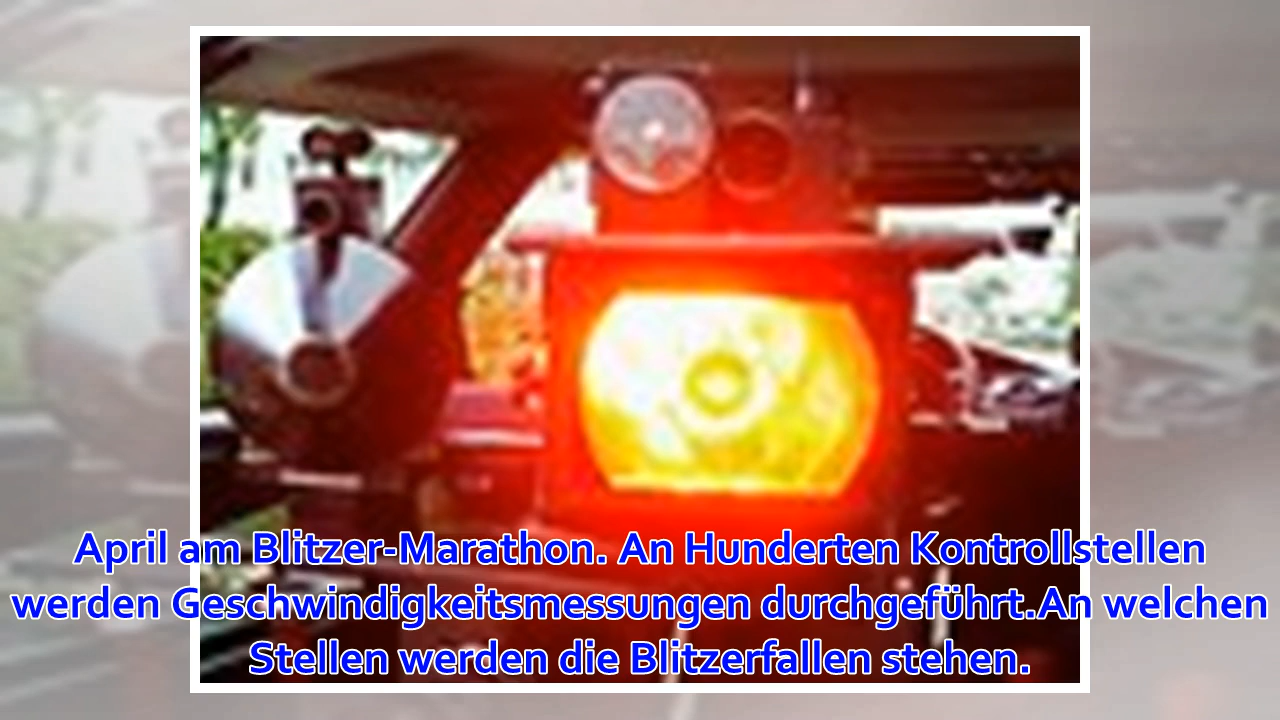 April am Blitzer-Marathon. An Hunderten Kontrollstellen
werden Geschwindigkeitsmessungen durchgeführt.An welchen
Stellen werden die Blitzerfallen stehen.